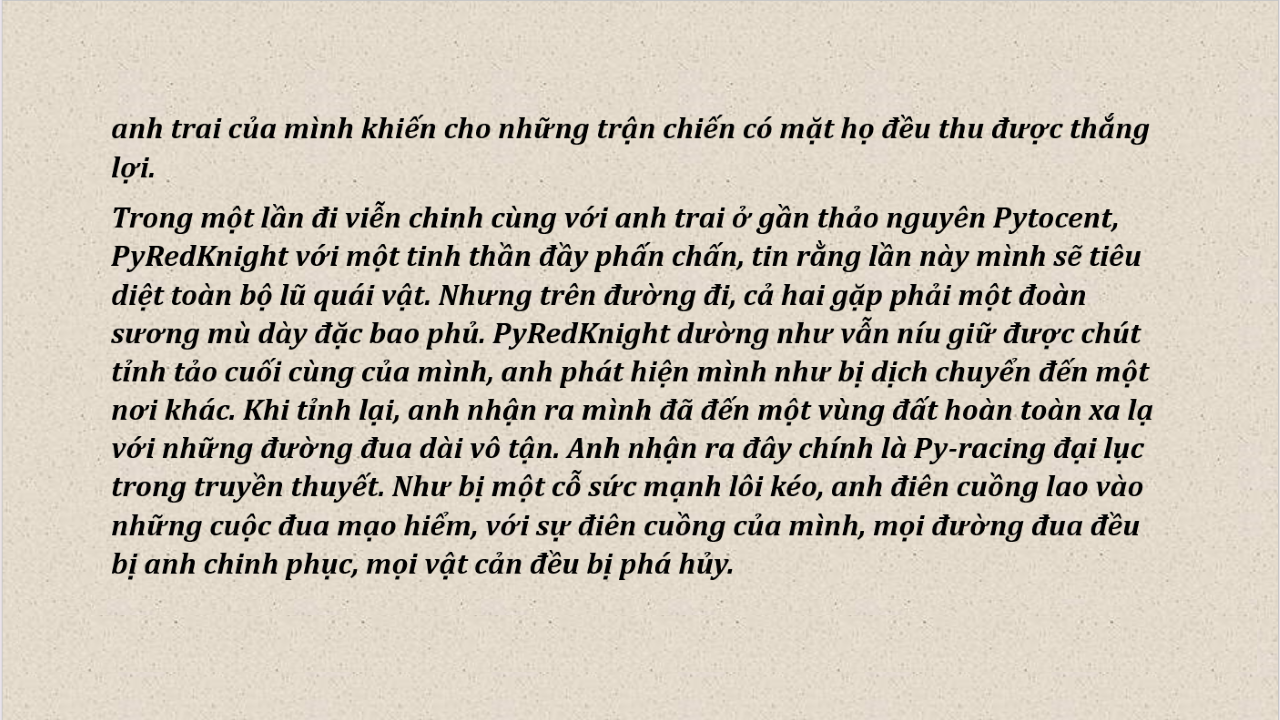 anh trai của mình khiến cho những trận chiến có mặt họ đều thu được thắng
lợi.
Trong một lần đi viễn chinh cùng với anh trai ở gần thảo nguyên Pytocent,
PyRedKnight với một tinh thần đầy phấn chấn, tin rằng lần này mình sẽ tiêu
diệt toàn bộ lũ quái vật. Nhưng trên đường đi, cả hai gặp phải một đoàn
sương mù dày đặc bao phủ. PyRedKnight dường như vẫn níu giữ được chút
tỉnh táo cuối cùng của mình, anh phát hiện mình như bị dịch chuyển đến một
nơi khác. Khi tỉnh lại, anh nhận ra mình đã đến một vùng đất hoàn toàn xa lạ
với những đường đua dài vô tận. Anh nhận ra đây chính là Py-racing đại lục
trong truyền thuyết. Như bị một cỗ sức mạnh lôi kéo, anh điên cuồng lao vào
những cuộc đua mạo hiểm, với sự điên cuồng của mình, mọi đường đua đều
bị anh chinh phục, mọi vật cản đều bị phá hủy.